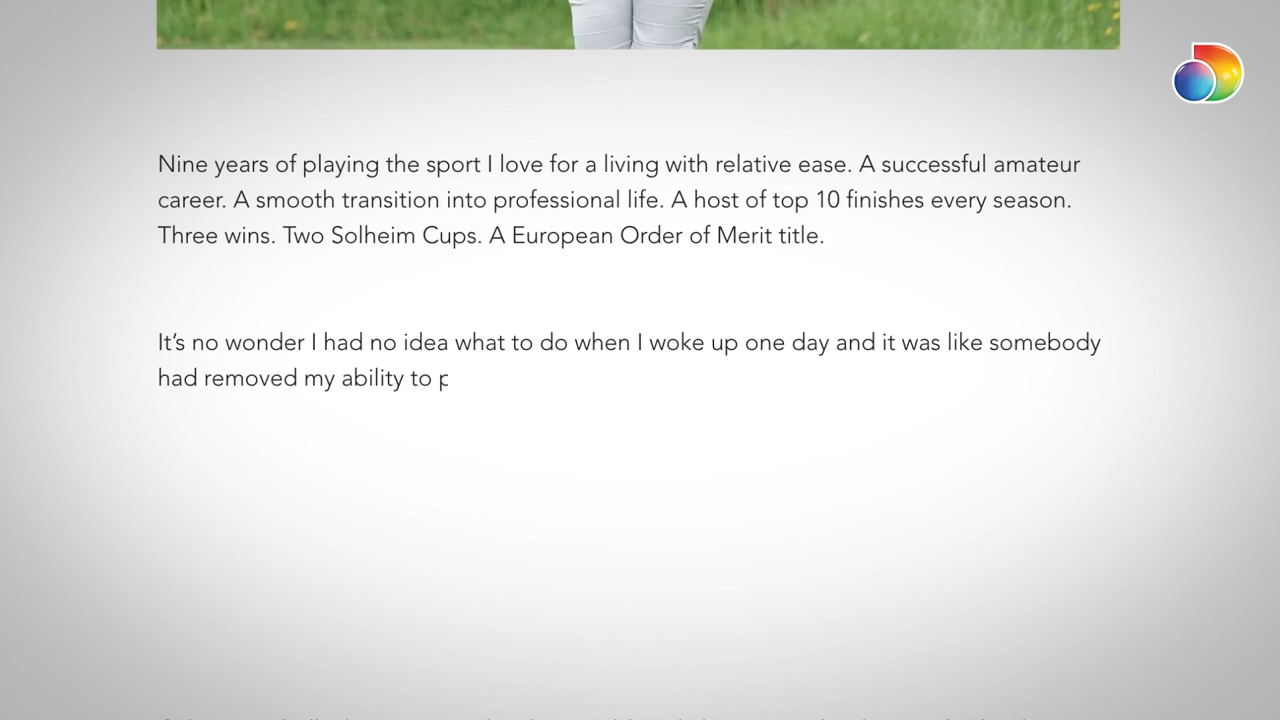 Nine years of playing the sport I love for a living with relative ease. A successful amateur
career. A smooth transition into professional life. A host of top 10 finishes every season.
Three wins. Two Solheim Cups. A European Order of Merit title.
It’s no wonder I had no idea what to do when I woke up one day and it was like somebody
had removed my ability to p